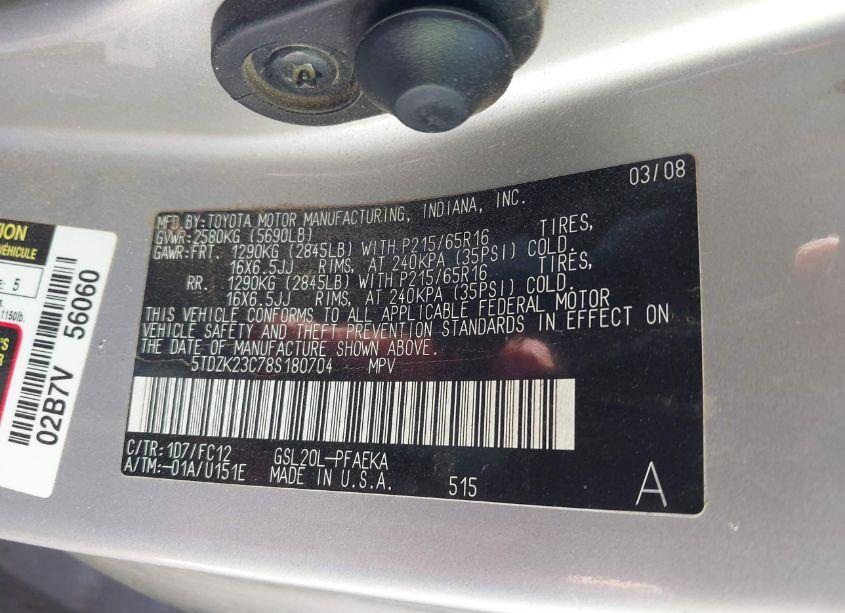 03/08
MFD.BY:TOYOTA MOTOR MANUFACTURING, INDIANA, INC.
GVWR:2580KG (5690LB)
GAWR:FRT. 1290KG (2845LB) WITH P215/65R16 TIRES,
16X6.5JJ RIMS, AT 240KPA (35PSI) COLD.
RR. 1290KG (2845LB) WITH P215/65R16 TIRES,
16X6.5JJ RIMS, AT 240KPA (35PSI) COLD.
THIS VEHICLE CONFORMS TO ALL APPLICABLE FEDERAL MOTOR
VEHICLE SAFETY AND THEFT PREVENTION STANDARDS IN EFFECT ON
THE DATE OF MANUFACTURE SHOWN ABOVE.
5TDZK23C78S180704 MPV
C/TR: 1D7/FC12 GSL20L-PFAEKA
A/TM:-01A/U151E MADE IN U.S.A. 515
A
VÉHICULE
5
1150lb.
02B7V 56060